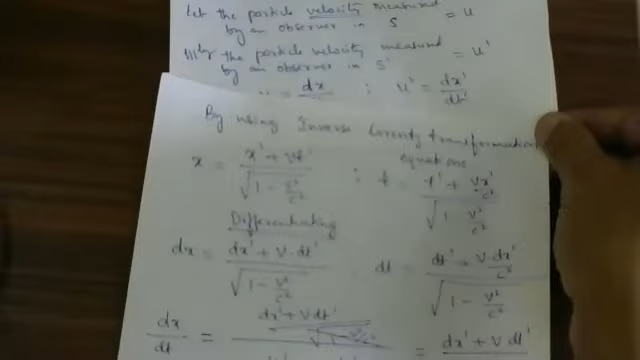 Let the particle velocity measured
by an observer in S = u
|||ly the particle velocity measured
by an observer in S' = u'
u = dx ; u' = dx'/dt'
By using Inverse Lorentz transformation
equations
x = x' + vt' / √(1 - v²/c²) ; t = t' + vx'/c² / √(1 - v²/c²)
Differentiating
dx = dx' + v·dt' / √(1 - v²/c²) dt = dt' + v·dx'/c² / √(1 - v²/c²)
dx/dt = dx' + v dt' = dx' + v dt'